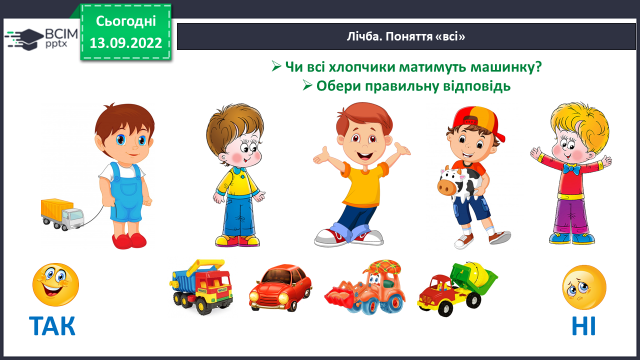 ВСІМ
pptx
Сьогодні
13.09.2022
Лічба. Поняття «всі»
Чи всі хлопчики матимуть машинку?
Обери правильну відповідь
ТАК
НІ